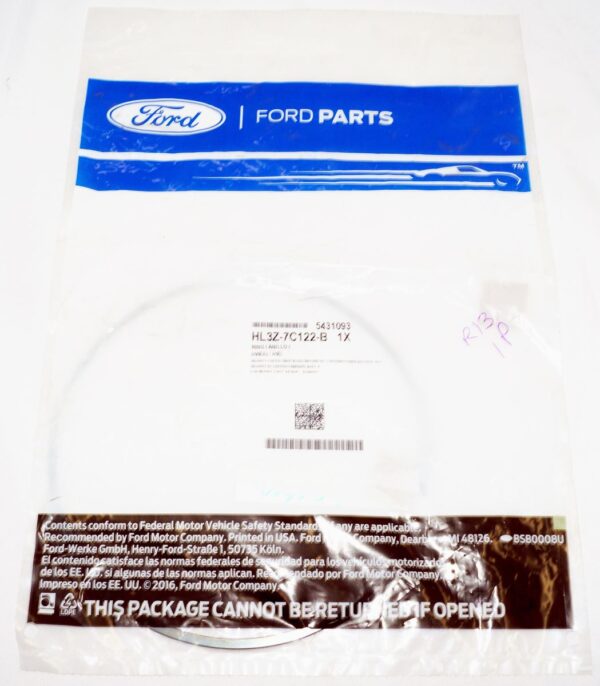 Ford | FORD PARTS
TM
5431093
HL3Z-7C122-B 1X
R13
1P
Contents conform to Federal Motor Vehicle Safety Standards if any are applicable.
Recommended by Ford Motor Company. Printed in USA. Ford Motor Company, Dearborn, MI 48126. BSB0008U
Ford-Werke GmbH, Henry-Ford-Straße 1, 50735 Köln.
El contenido satisface las normas federales de seguridad para los vehículos motorizados
de los EE. UU. si algunas de las normas aplican. Recomendado por Ford Motor Company.
Impreso en los EE. UU. © 2016, Ford Motor Company.
THIS PACKAGE CANNOT BE RETURNED IF OPENED